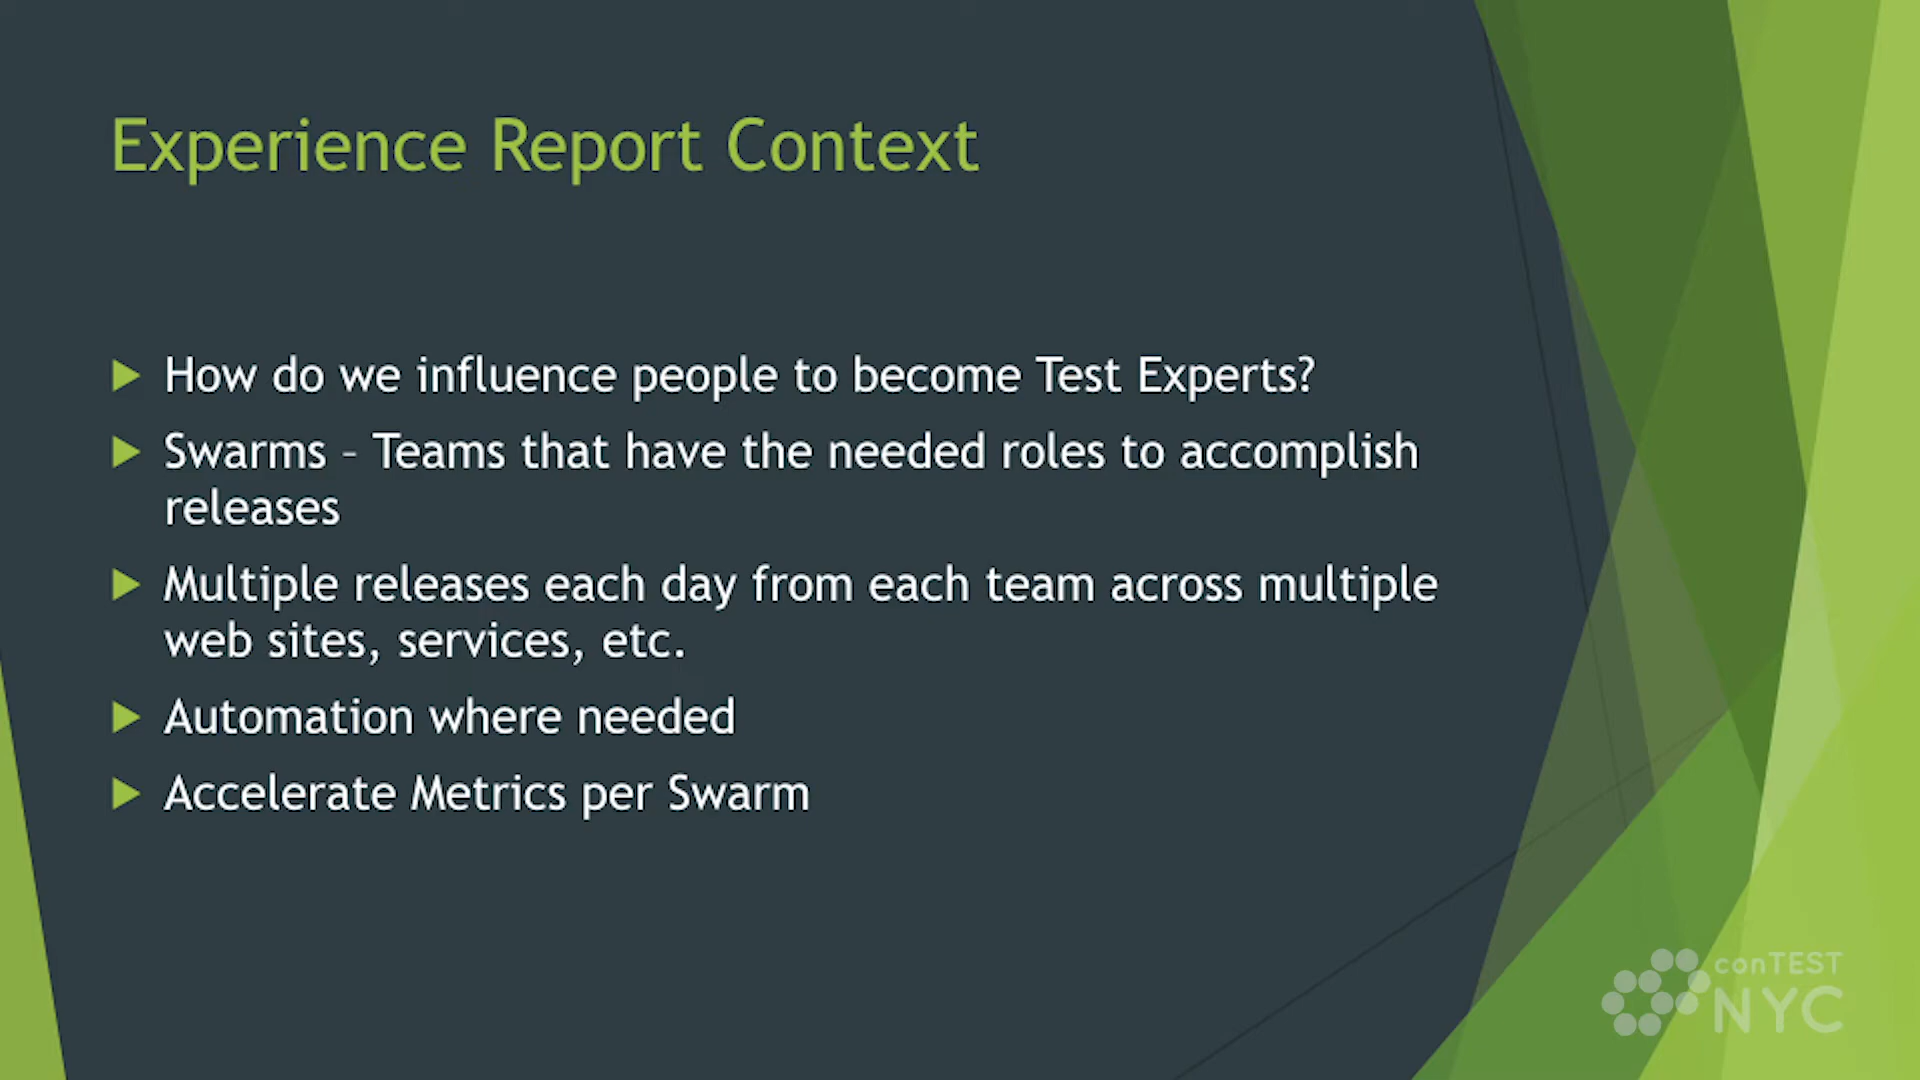 Experience Report Context
How do we influence people to become Test Experts?
Swarms – Teams that have the needed roles to accomplish
releases
Multiple releases each day from each team across multiple
web sites, services, etc.
Automation where needed
Accelerate Metrics per Swarm
conTEST
NYC